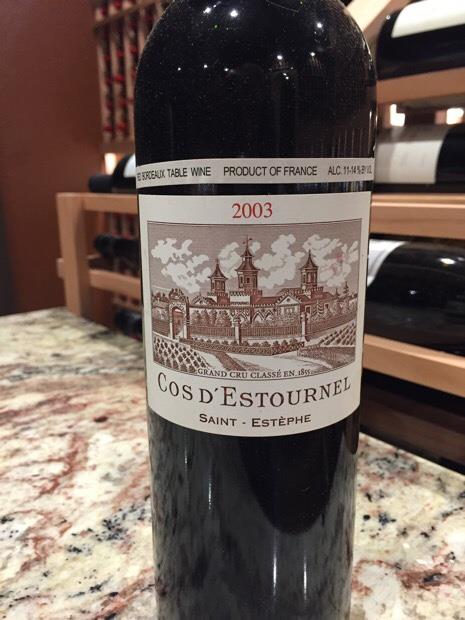 BORDEAUX TABLE WINE PRODUCT OF FRANCE ALC. 11-14 % BY VOL
2003
GRAND CRU CLASSÉ EN 1855
COS D'ESTOURNEL
SAINT - ESTÈPHE